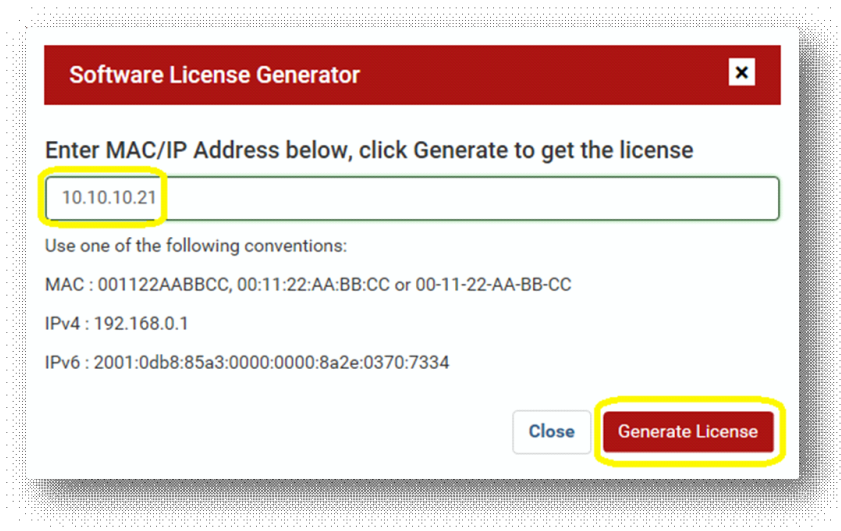 Software License Generator
Enter MAC/IP Address below, click Generate to get the license
10.10.10.21
Use one of the following conventions:
MAC : 001122AABBCC, 00:11:22:AA:BB:CC or 00-11-22-AA-BB-CC
IPv4 : 192.168.0.1
IPv6 : 2001:0db8:85a3:0000:0000:8a2e:0370:7334
Close
Generate License